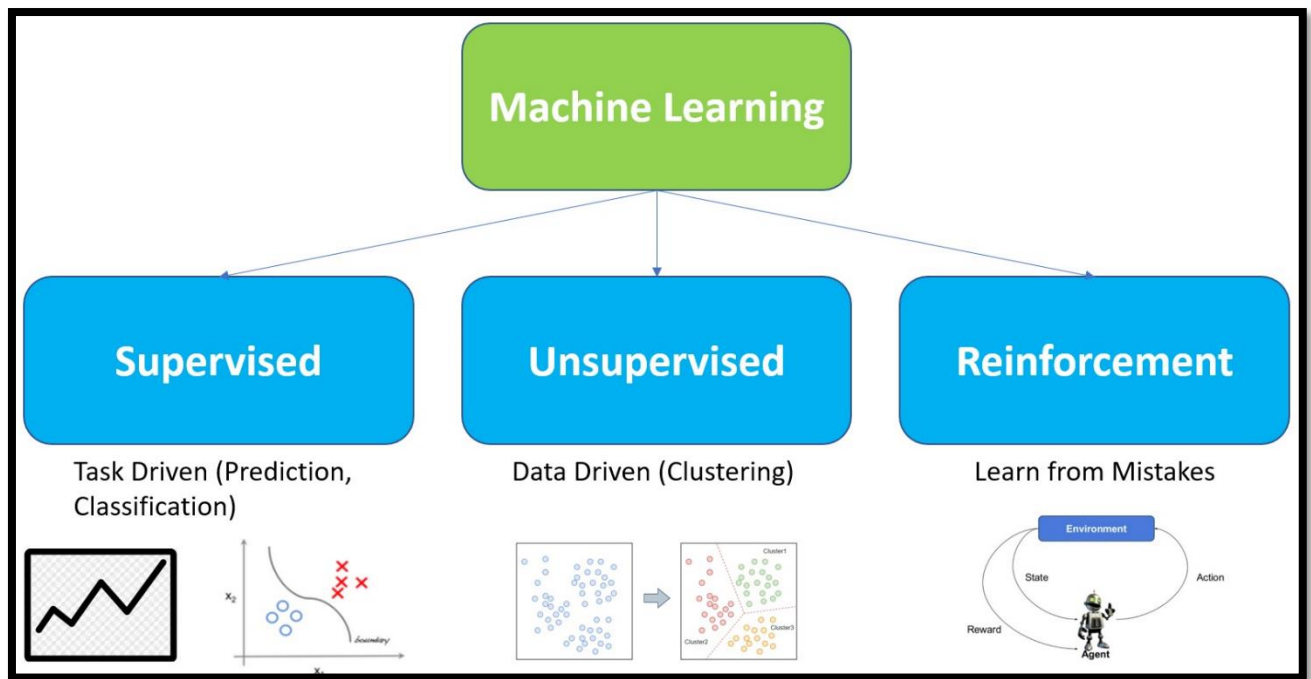 Machine Learning
Supervised
Unsupervised
Reinforcement
Task Driven (Prediction,
Classification)
Data Driven (Clustering)
Learn from Mistakes
X₂
boundary
Cluster1
Cluster2
Cluster3
Environment
State
Action
Reward
Agent